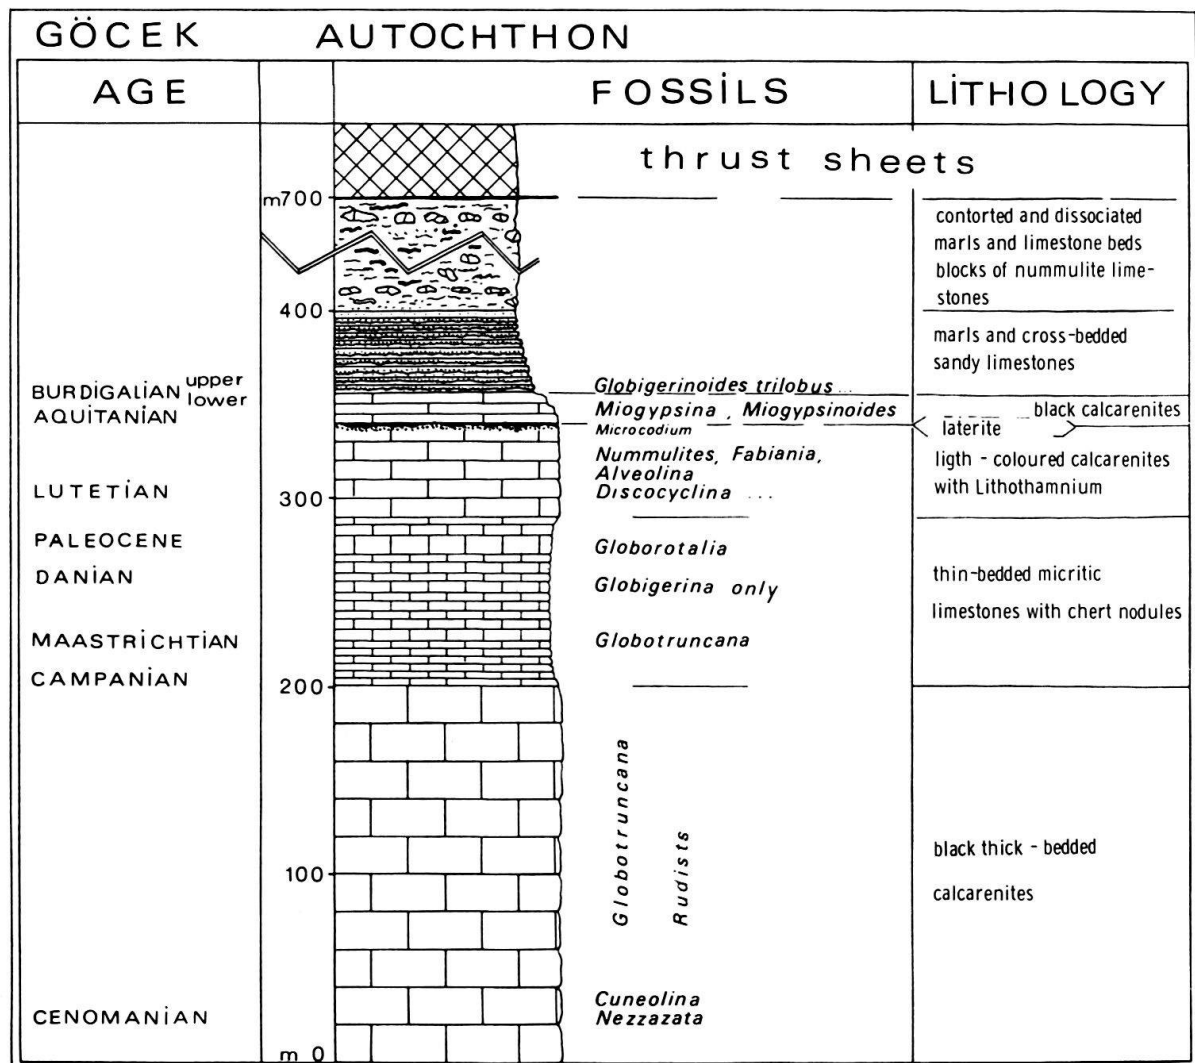 GÖCEK AUTOCHTHON
AGE
FOSSİLS
LİTHOLOGY
thrust sheets
m700
contorted and dissociated
marls and limestone beds
blocks of nummulite lime-
stones
400
marls and cross-bedded
sandy limestones
BURDİGALİAN upper
lower
AQUİTANİAN
Globigerinoides trilobus...
Miogypsina, Miogypsinoides
Microcodium
black calcarenites
laterite
Nummulites, Fabiania,
Alveolina
Discocyclina ...
ligth - coloured calcarenites
with Lithothamnium
LUTETİAN
300
PALEOCENE
Globorotalia
DANİAN
Globigerina only
thin-bedded micritic
limestones with chert nodules
MAASTRİCHTİAN
Globotruncana
CAMPANİAN
200
Globotruncana
Rudists
black thick - bedded
calcarenites
100
Cuneolina
Nezzazata
CENOMANİAN
m 0